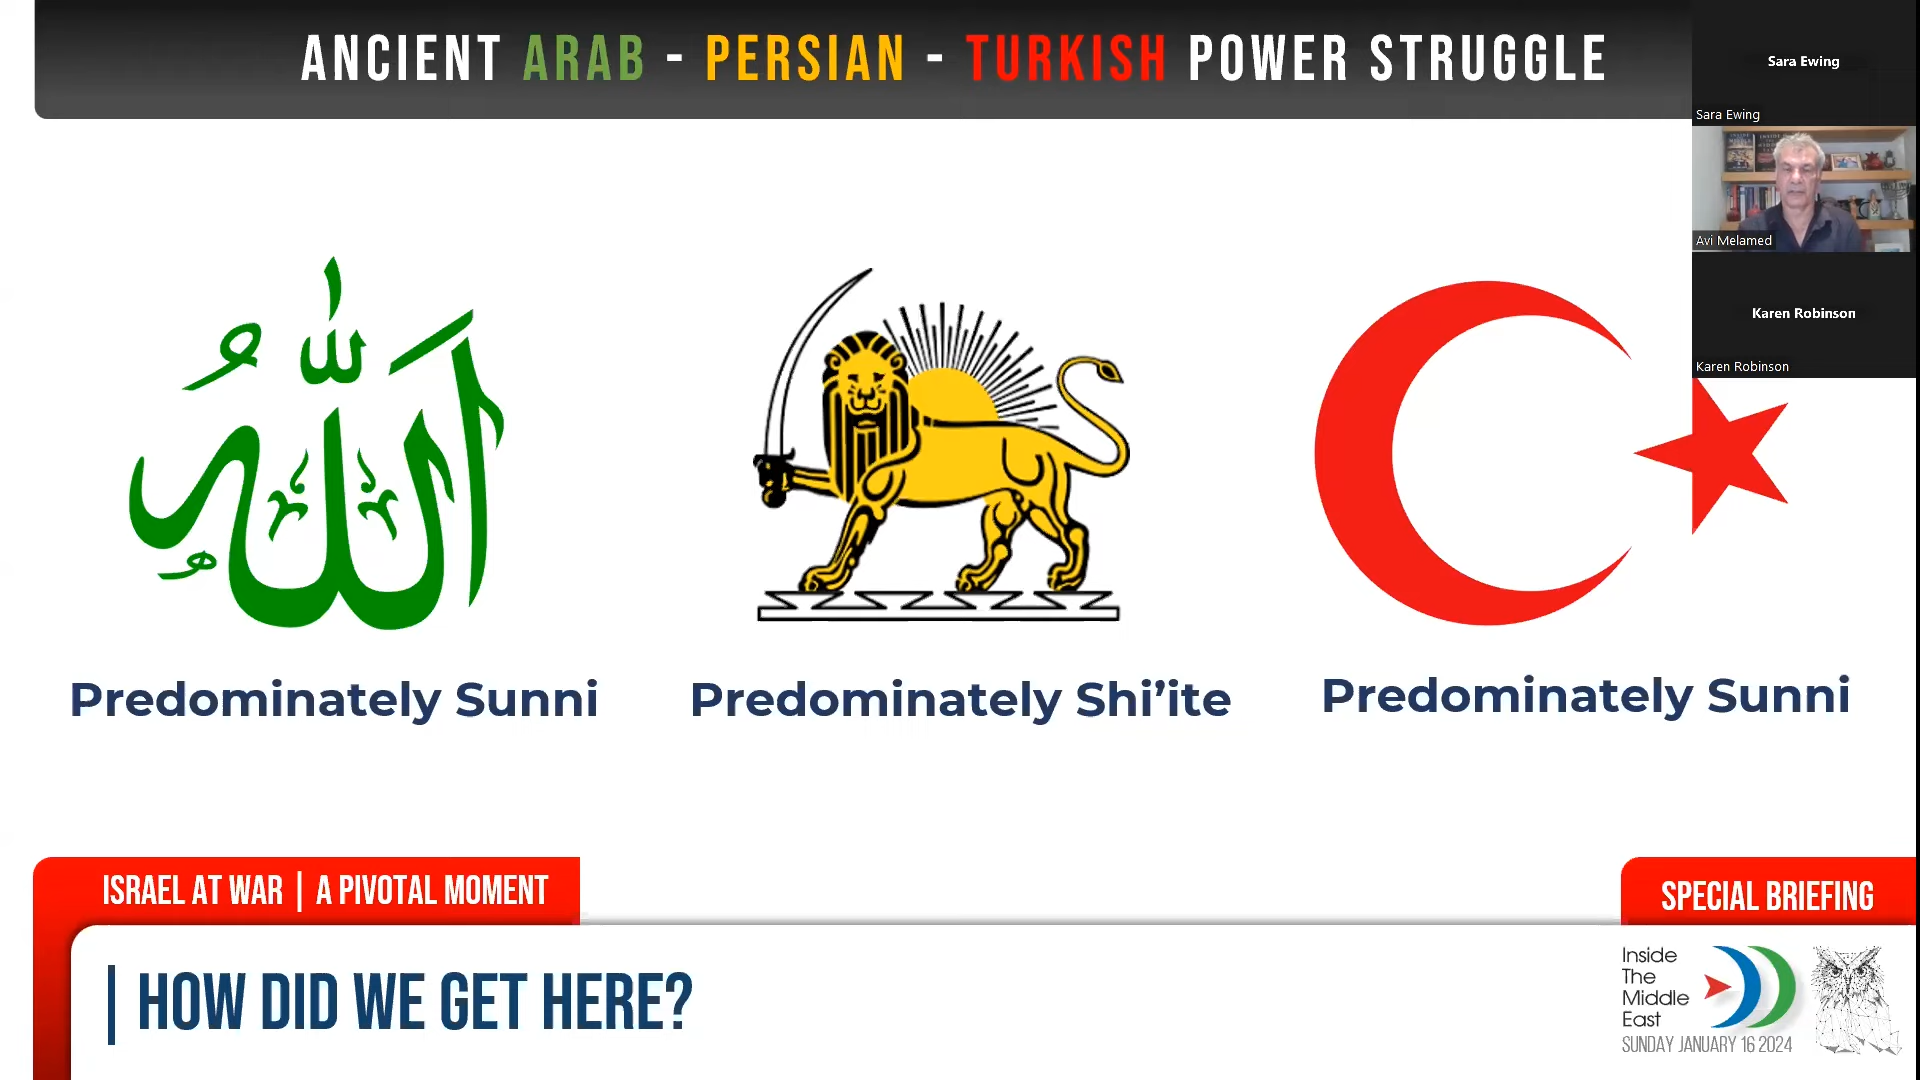 ANCIENT ARAB - PERSIAN - TURKISH POWER STRUGGLE
Sara Ewing
Sara Ewing
Avi Melamed
Karen Robinson
Karen Robinson
اللّٰهُ
Predominately Sunni
Predominately Shi’ite
Predominately Sunni
ISRAEL AT WAR | A PIVOTAL MOMENT
SPECIAL BRIEFING
| HOW DID WE GET HERE?
Inside
The
Middle
East
SUNDAY JANUARY 16 2024